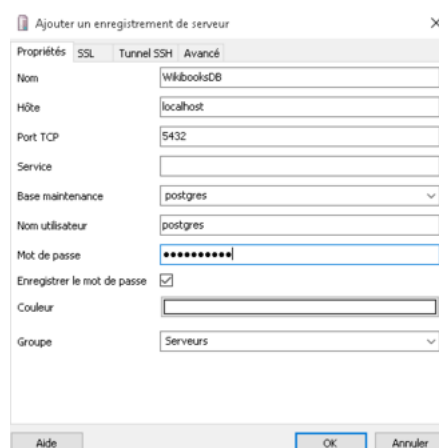 Ajouter un enregistrement de serveur
Propriétés SSL Tunnel SSH Avancé
Nom WikibooksDB
Hôte localhost
Port TCP 5432
Service
Base maintenance postgres
Nom utilisateur postgres
Mot de passe ●●●●●●●●●●
Enregistrer le mot de passe
Couleur
Groupe Serveurs
Aide OK Annuler